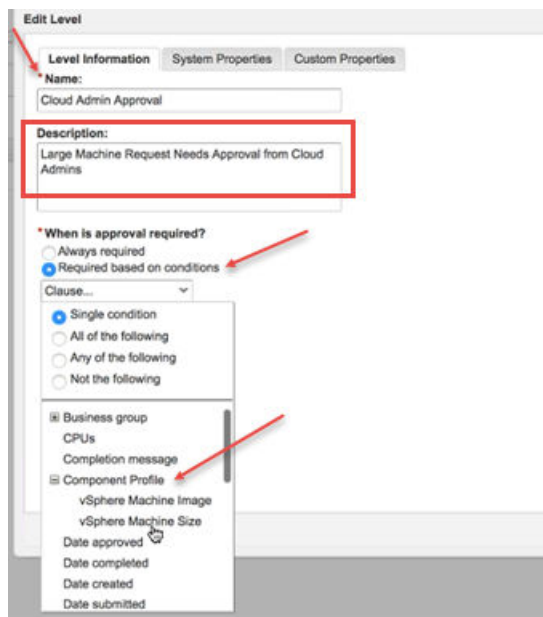 Edit Level
Level Information System Properties Custom Properties
*Name:
Cloud Admin Approval
Description:
Large Machine Request Needs Approval from Cloud
Admins
*When is approval required?
Always required
Required based on conditions
Clause...
Single condition
All of the following
Any of the following
Not the following
Business group
CPUs
Completion message
Component Profile
vSphere Machine Image
vSphere Machine Size
Date approved
Date completed
Date created
Date submitted